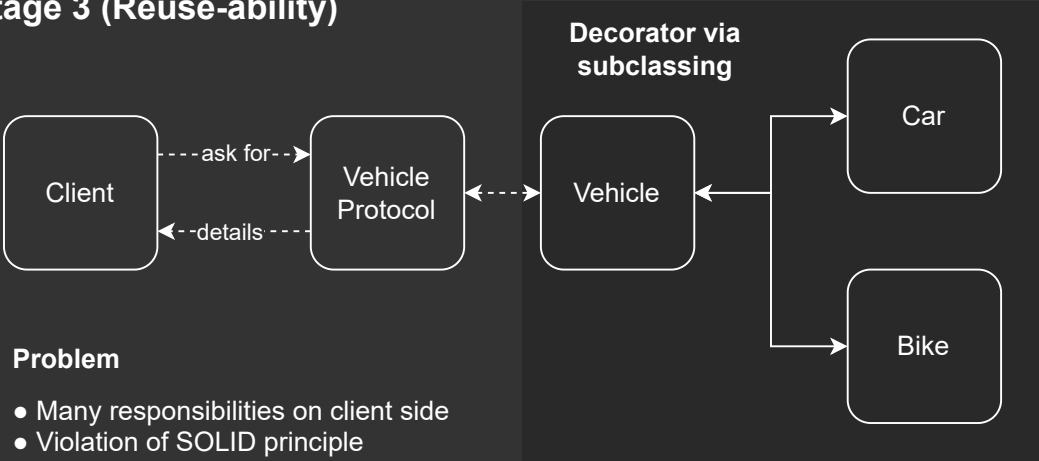 tage 3 (Reuse-ability)
Decorator via
subclassing
Client
ask for
details
Vehicle
Protocol
Vehicle
Car
Bike
Problem
● Many responsibilities on client side
● Violation of SOLID principle